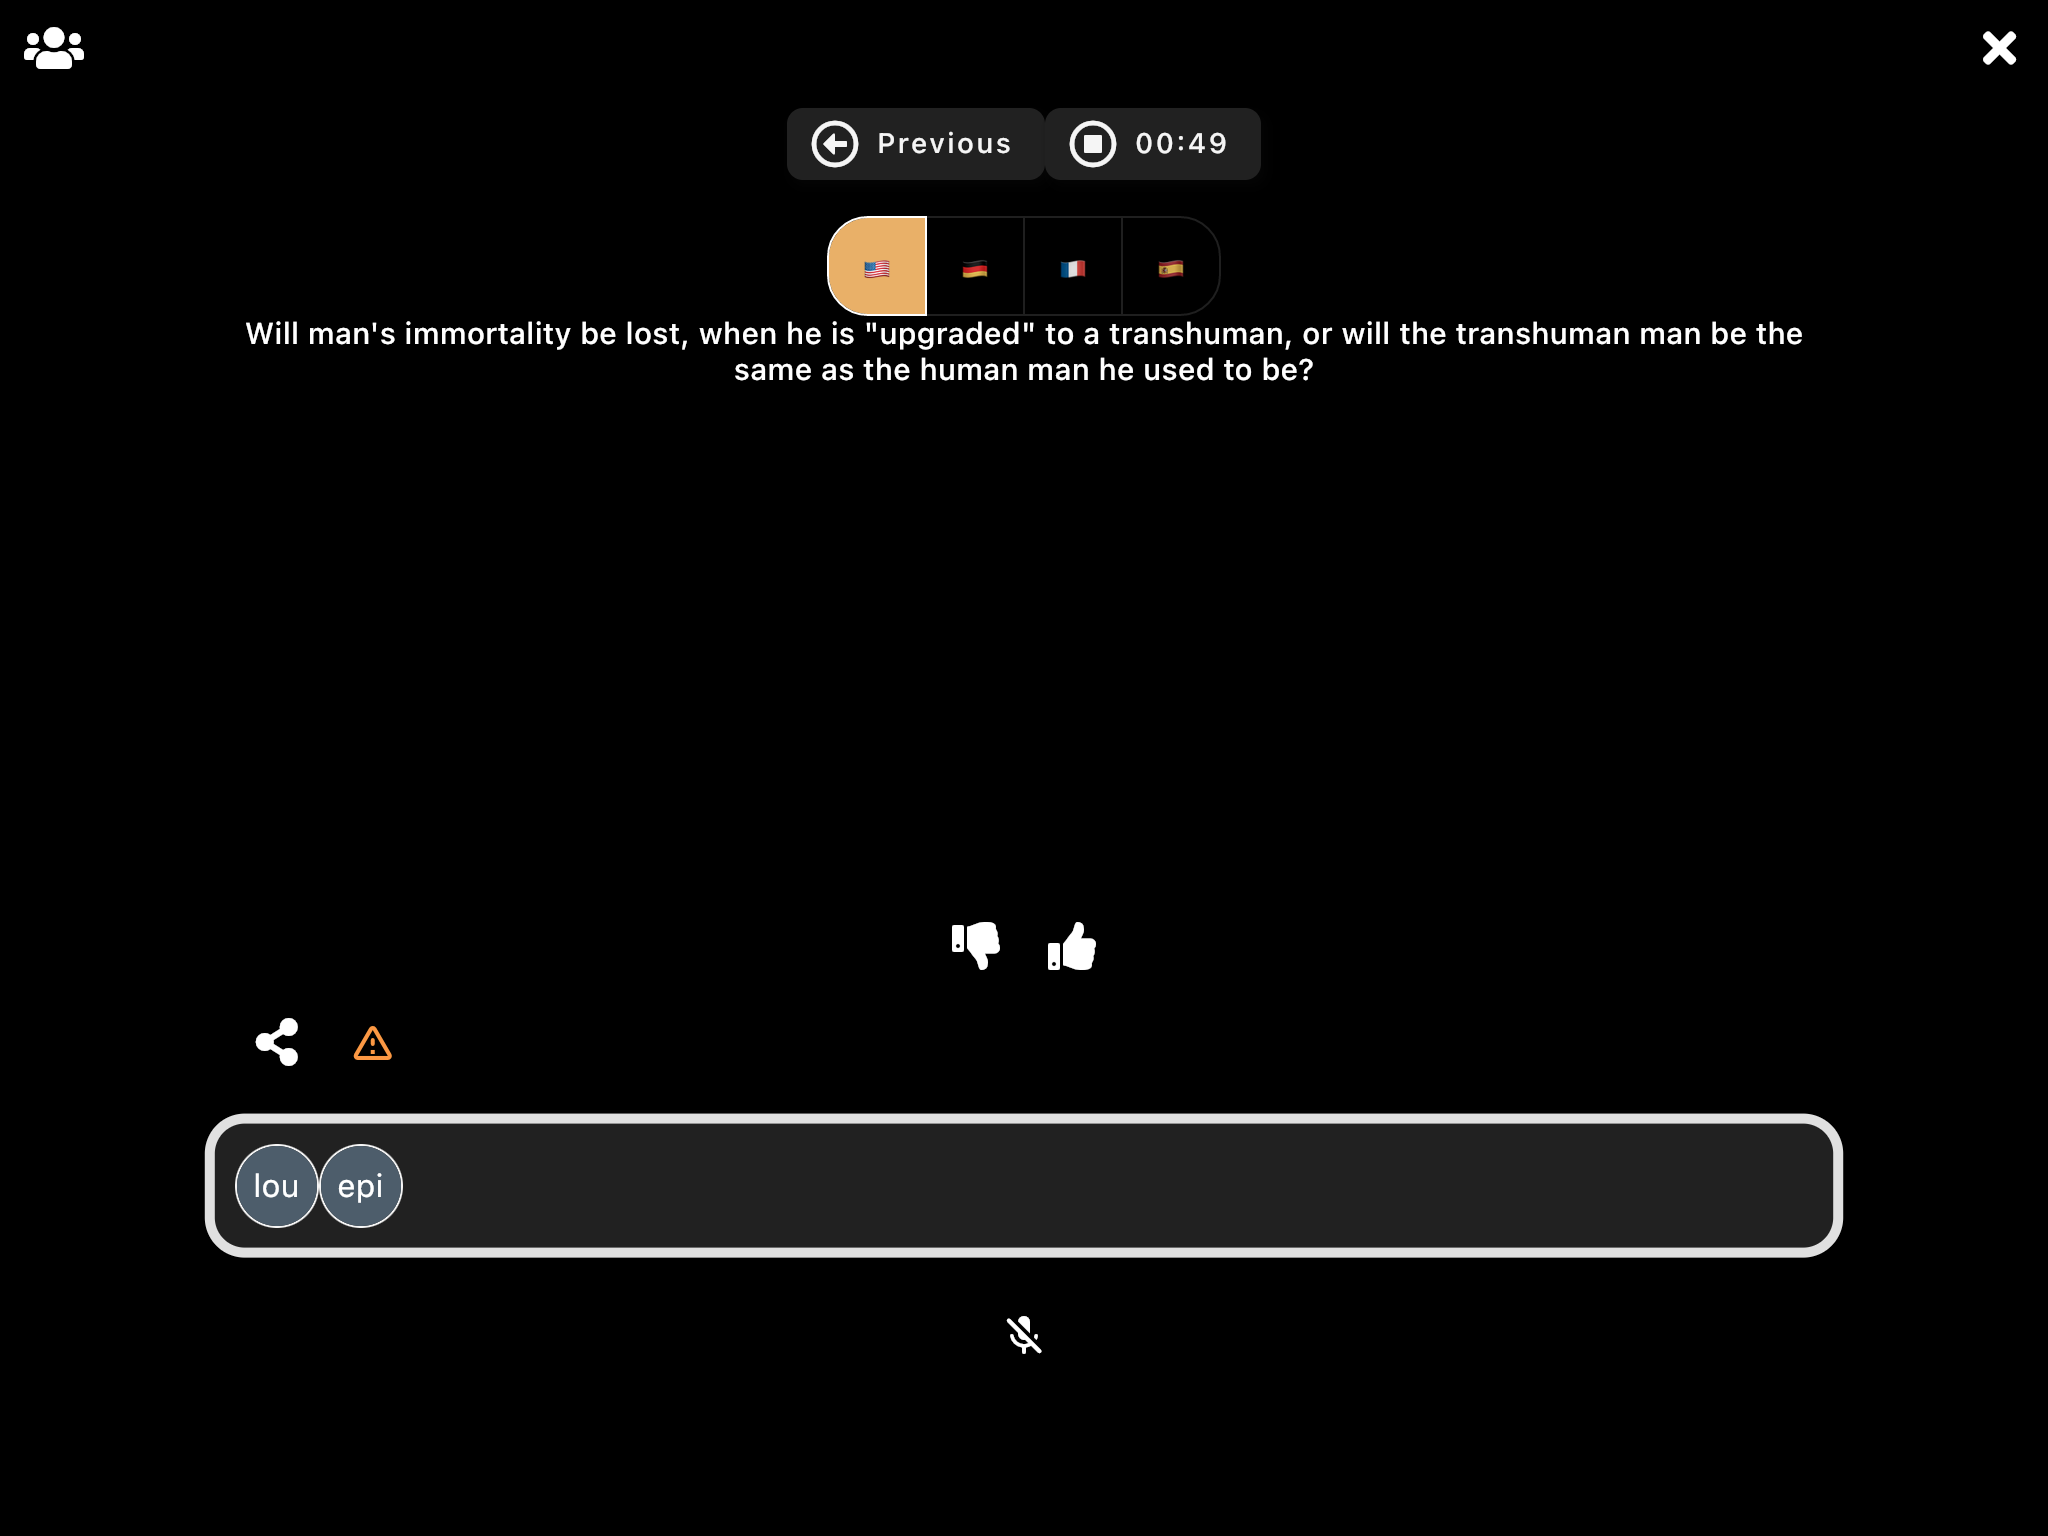 Previous
00:49
Will man's immortality be lost, when he is "upgraded" to a transhuman, or will the transhuman man be the
same as the human man he used to be?
lou
epi